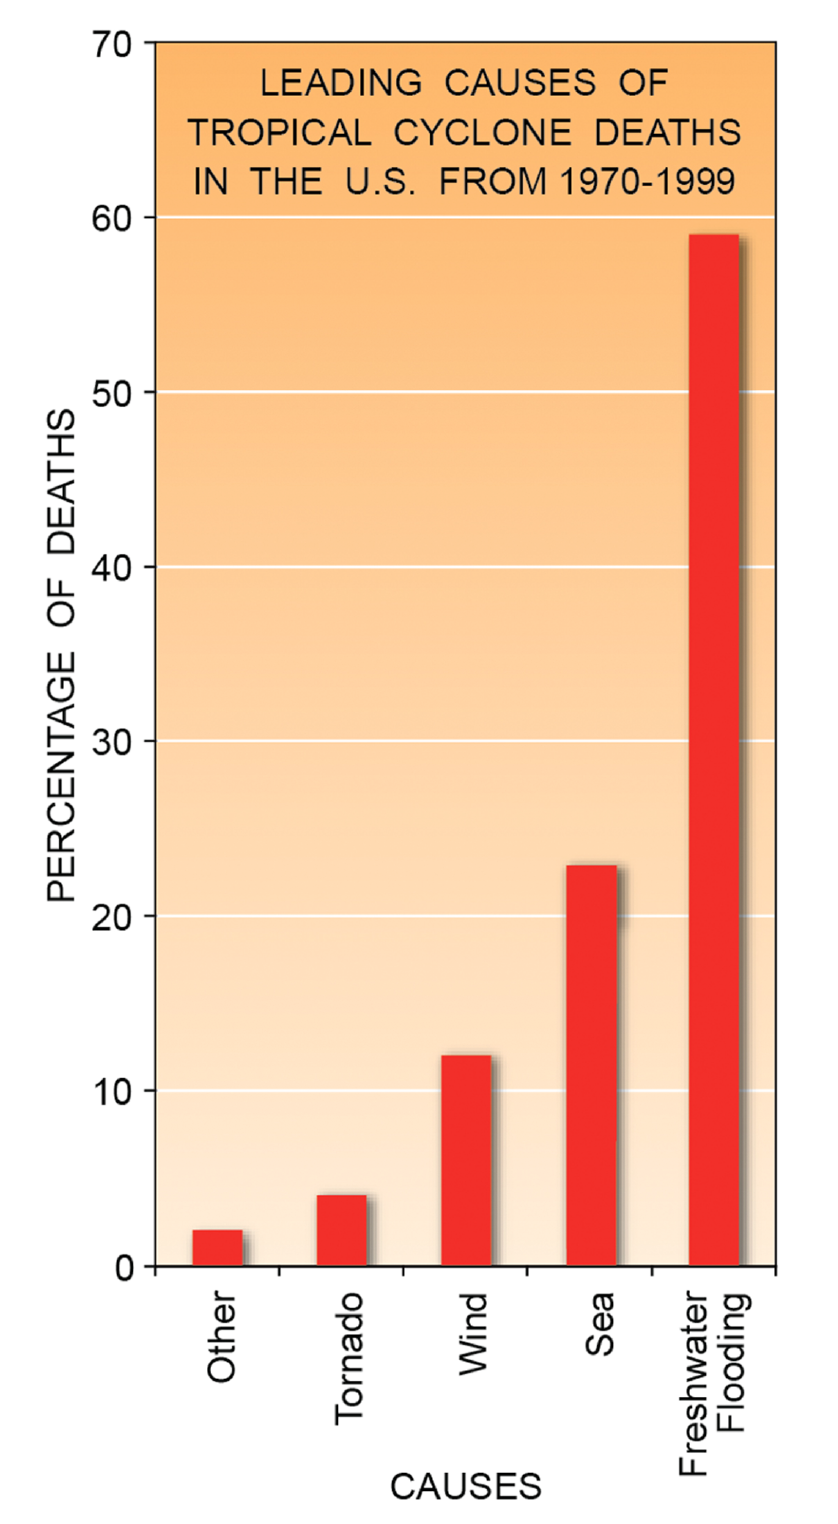 LEADING CAUSES OF
TROPICAL CYCLONE DEATHS
IN THE U.S. FROM 1970-1999
PERCENTAGE OF DEATHS
70
60
50
40
30
20
10
0
Other
Tornado
Wind
Sea
Freshwater
Flooding
CAUSES